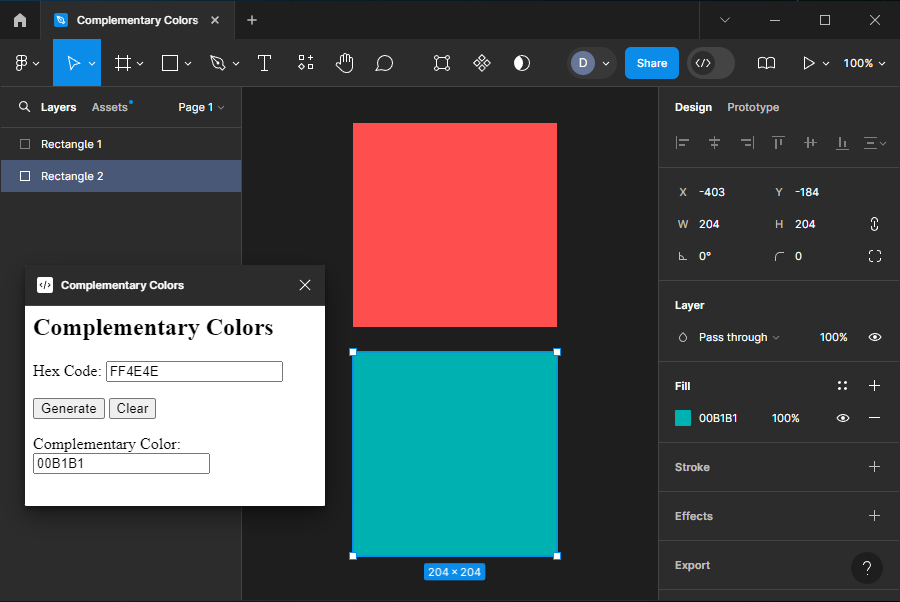 Complementary Colors
D
Share
100%
Layers
Assets
Page 1
Design
Prototype
Rectangle 1
Rectangle 2
X -403
Y -184
W 204
H 204
0°
0
Layer
Pass through
100%
Fill
00B1B1
100%
Stroke
Effects
Export
?
Complementary Colors
Complementary Colors
Hex Code: FF4E4E
Generate
Clear
Complementary Color:
00B1B1
204 × 204